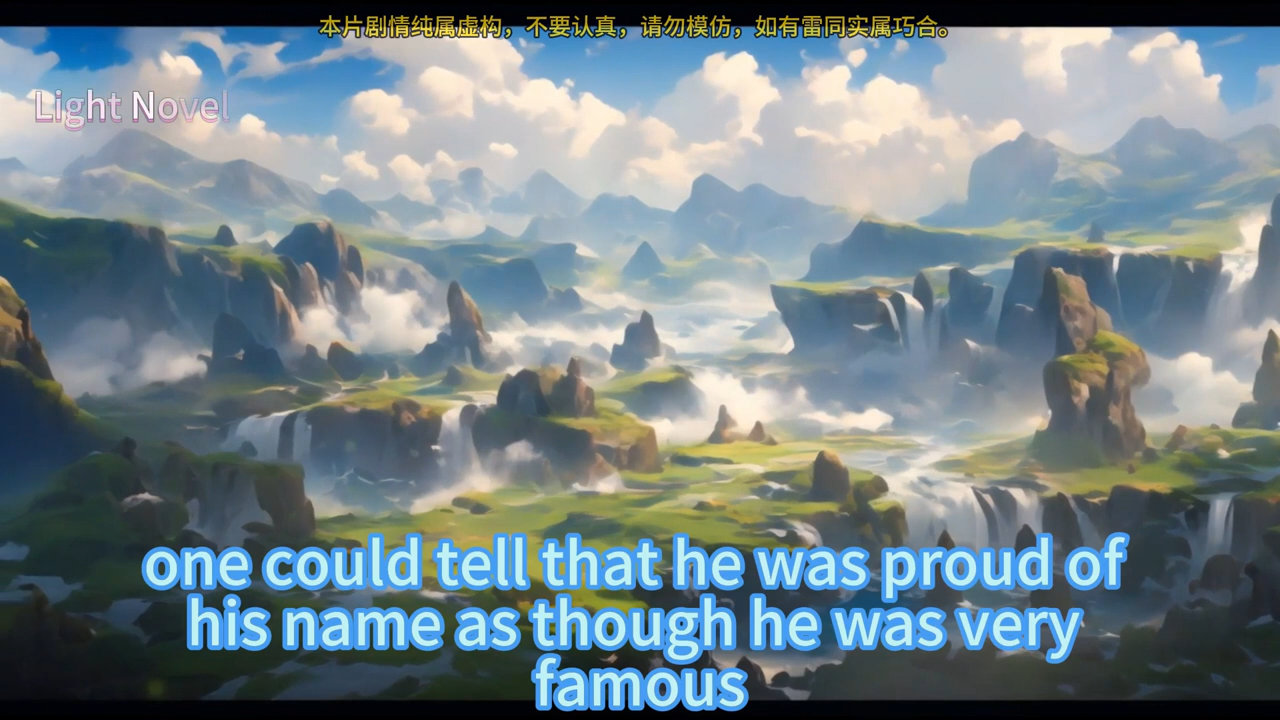 本片剧情纯属虚构，不要认真，请勿模仿，如有雷同实属巧合。
Light Novel
one could tell that he was proud of
his name as though he was very
famous